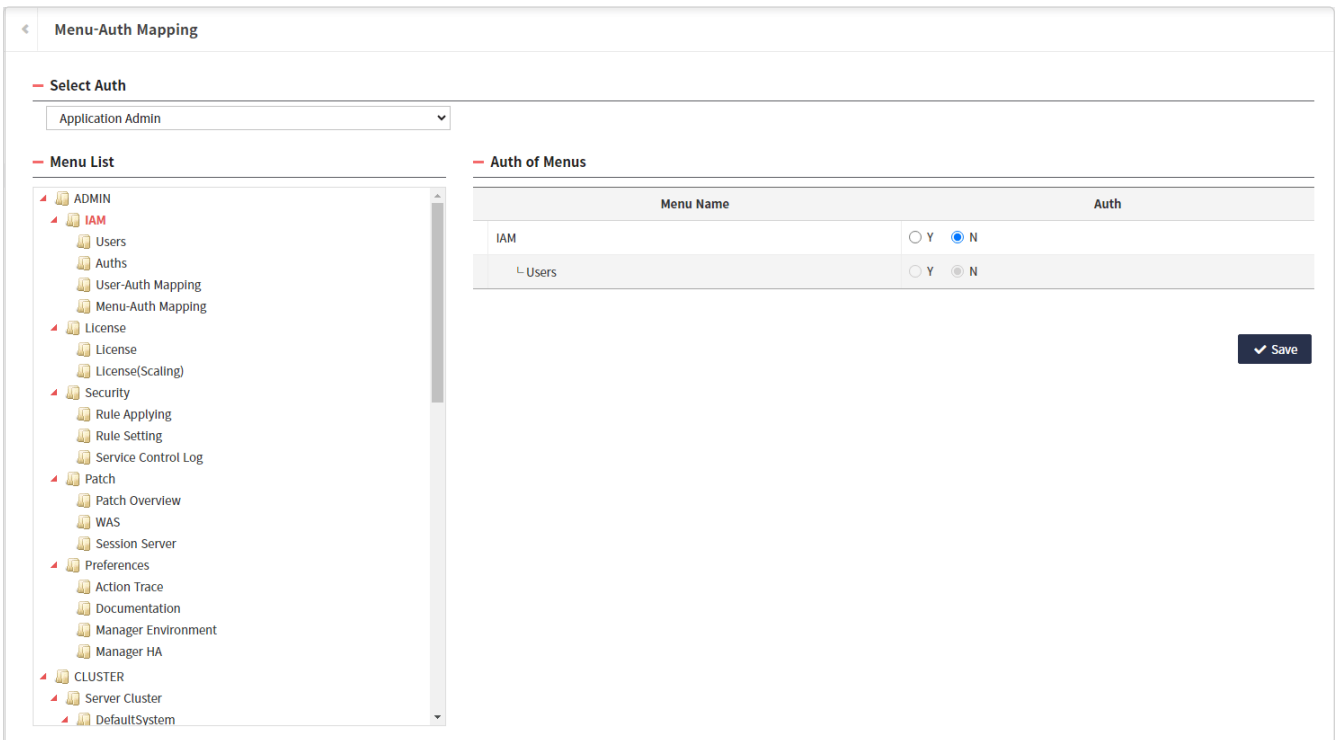 Menu-Auth Mapping
Select Auth
Application Admin
Menu List
ADMIN
IAM
Users
Auths
User-Auth Mapping
Menu-Auth Mapping
License
License
License(Scaling)
Security
Rule Applying
Rule Setting
Service Control Log
Patch
Patch Overview
WAS
Session Server
Preferences
Action Trace
Documentation
Manager Environment
Manager HA
CLUSTER
Server Cluster
DefaultSystem
Auth of Menus
Menu Name Auth
IAM Y N
Users Y N
Save